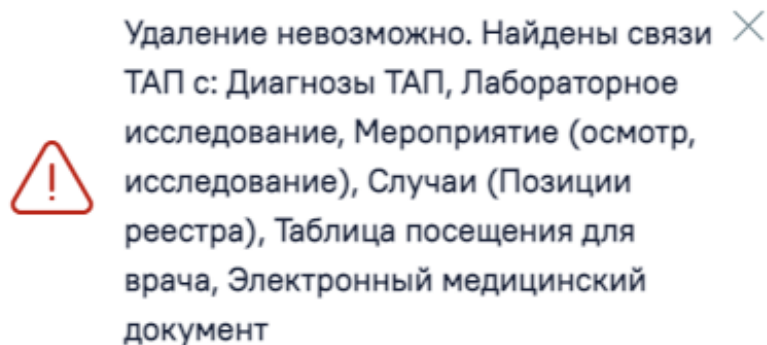 Удаление невозможно. Найдены связи
ТАП с: Диагнозы ТАП, Лабораторное
исследование, Мероприятие (осмотр,
исследование), Случаи (Позиции
реестра), Таблица посещения для
врача, Электронный медицинский
документ